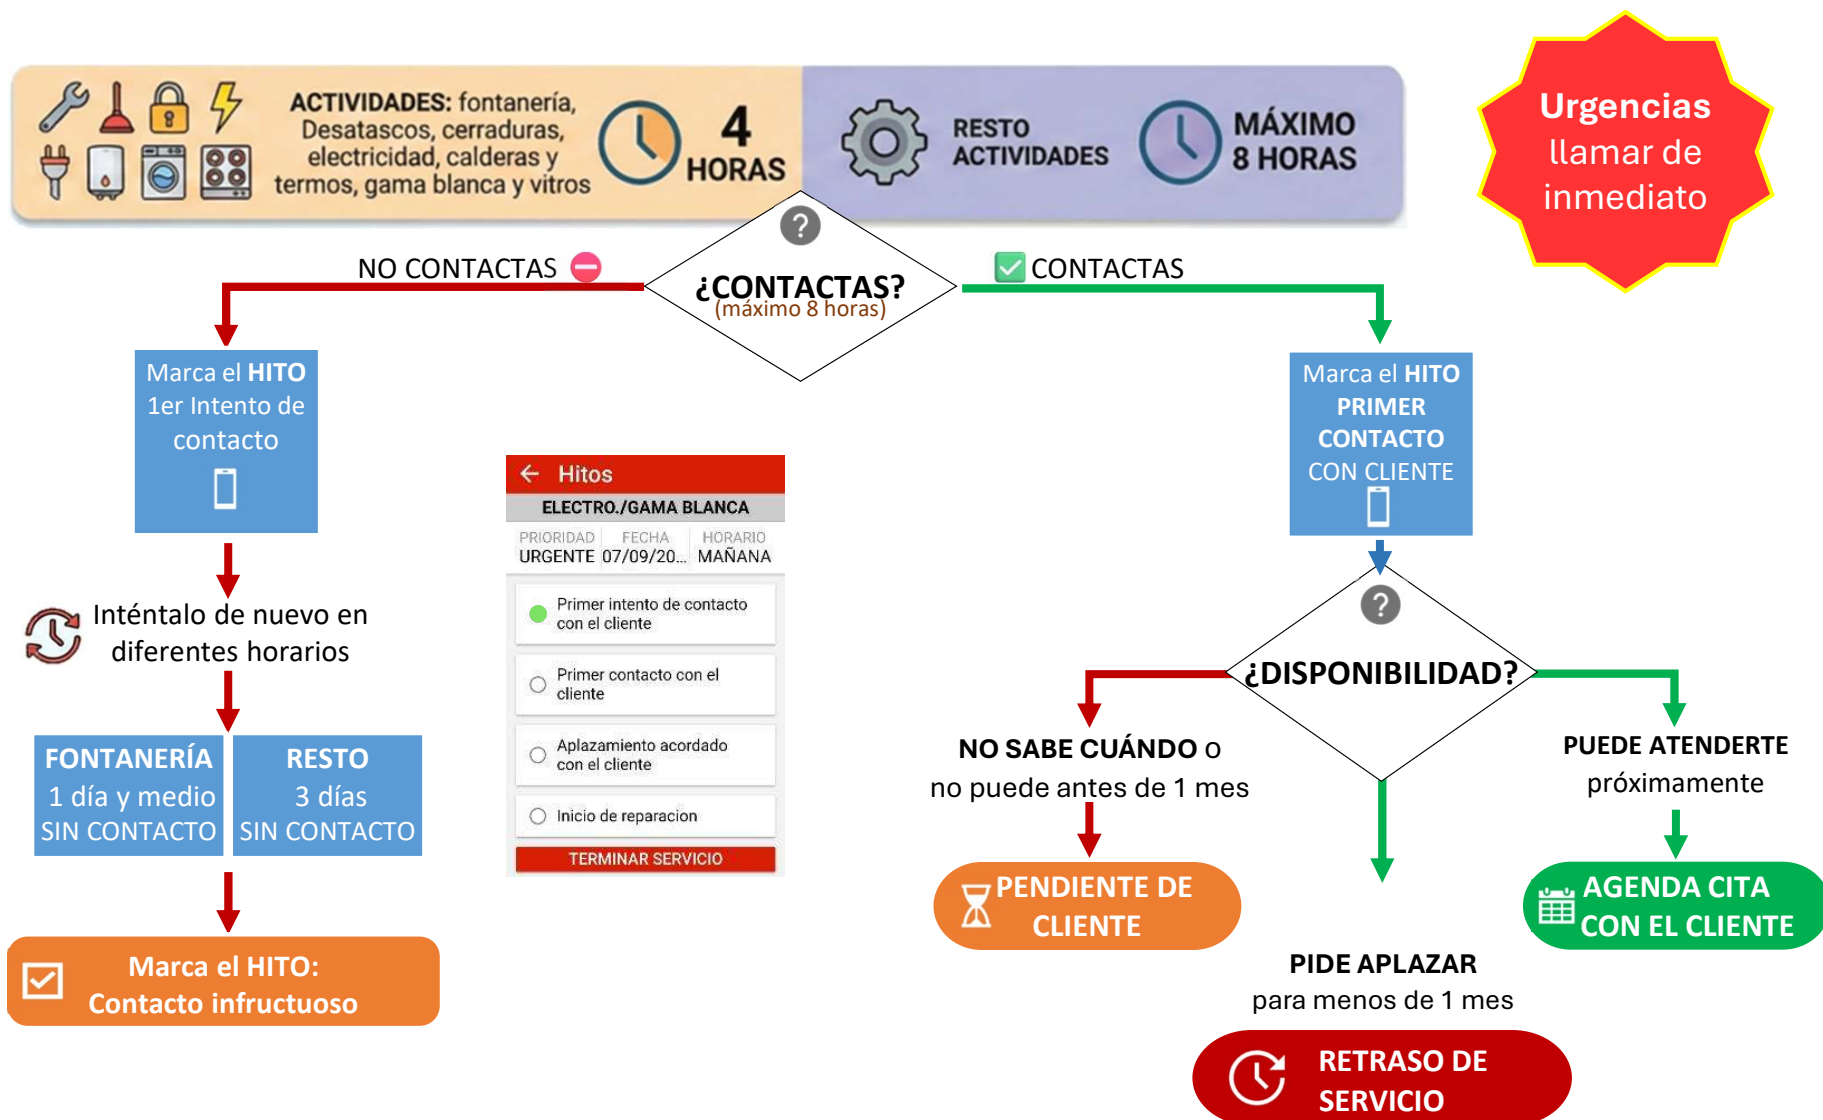 ACTIVIDADES: fontanería,
Desatascos, cerraduras,
electricidad, calderas y
termos, gama blanca y vitros
4
HORAS
RESTO
ACTIVIDADES
MÁXIMO
8 HORAS
Urgencias
llamar de
inmediato
?
¿CONTACTAS?
(máximo 8 horas)
NO CONTACTAS
CONTACTAS
Marca el HITO
1er Intento de
contacto
Inténtalo de nuevo en
diferentes horarios
FONTANERÍA
1 día y medio
SIN CONTACTO
RESTO
3 días
SIN CONTACTO
Marca el HITO:
Contacto infructuoso
Hitos
ELECTRO./GAMA BLANCA
PRIORIDAD FECHA HORARIO
URGENTE 07/09/20... MAÑANA
Primer intento de contacto
con el cliente
Primer contacto con el
cliente
Aplazamiento acordado
con el cliente
Inicio de reparacion
TERMINAR SERVICIO
Marca el HITO
PRIMER
CONTACTO
CON CLIENTE
?
¿DISPONIBILIDAD?
NO SABE CUÁNDO o
no puede antes de 1 mes
PENDIENTE DE
CLIENTE
PIDE APLAZAR
para menos de 1 mes
RETRASO DE
SERVICIO
PUEDE ATENDERTE
próximamente
AGENDA CITA
CON EL CLIENTE